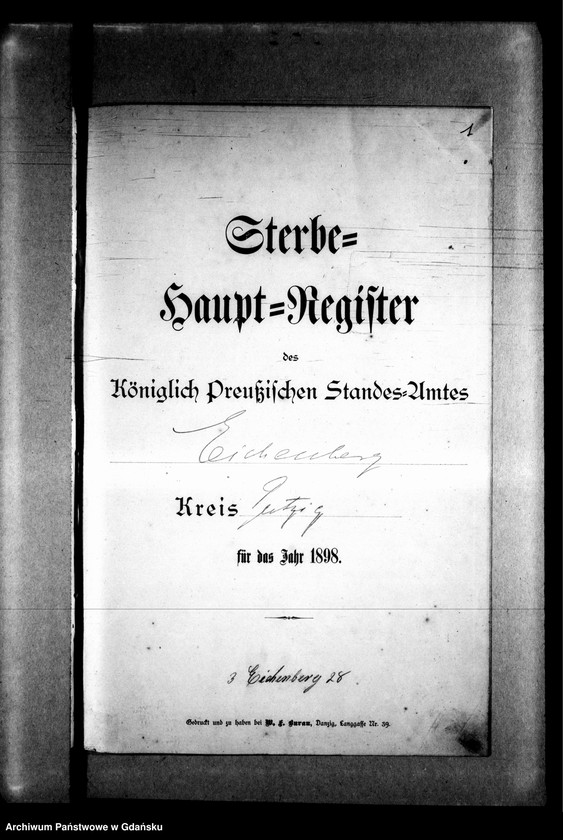 1
Sterbe-
Haupt-Register
des
Königlich Preußischen Standes-Amtes
Eichenberg
Kreis Putzig
für das Jahr 1898.
3 Eichenberg 28
Gedruckt und zu haben bei W. F. Burau, Danzig, Langgasse Nr. 39.
Archiwum Państwowe w Gdańsku